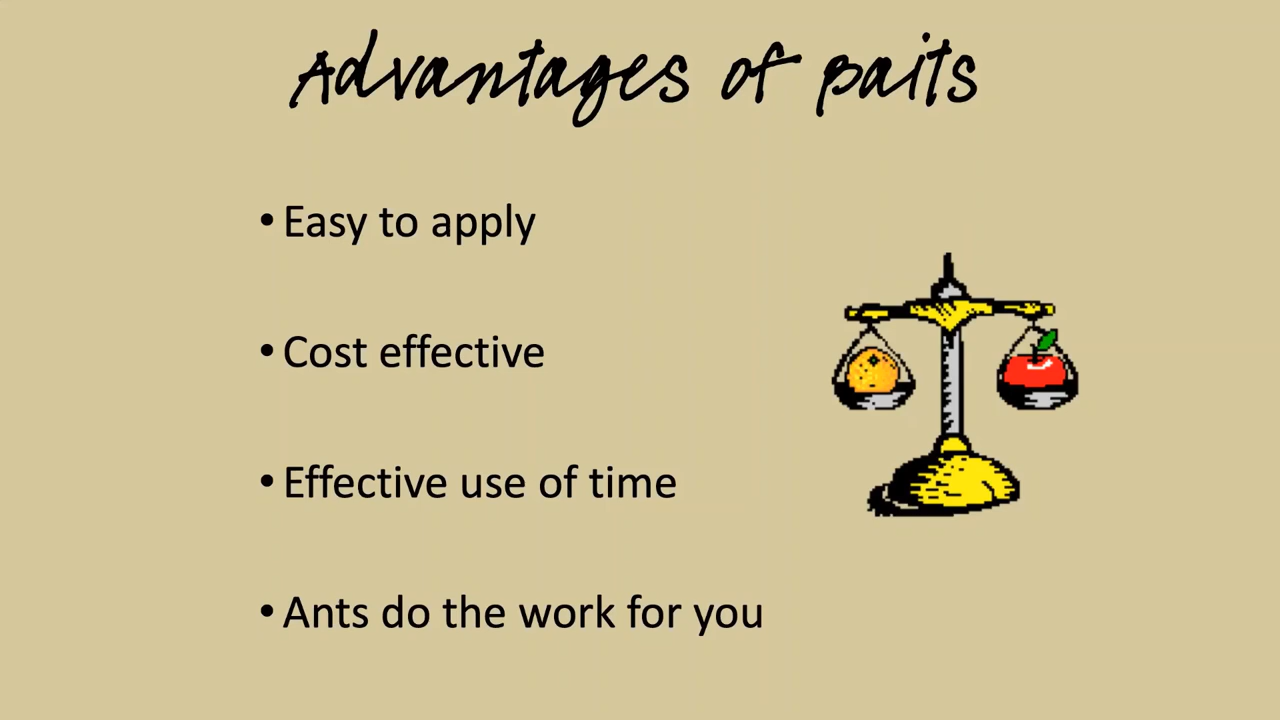 Advantages of Baits
• Easy to apply
• Cost effective
• Effective use of time
• Ants do the work for you